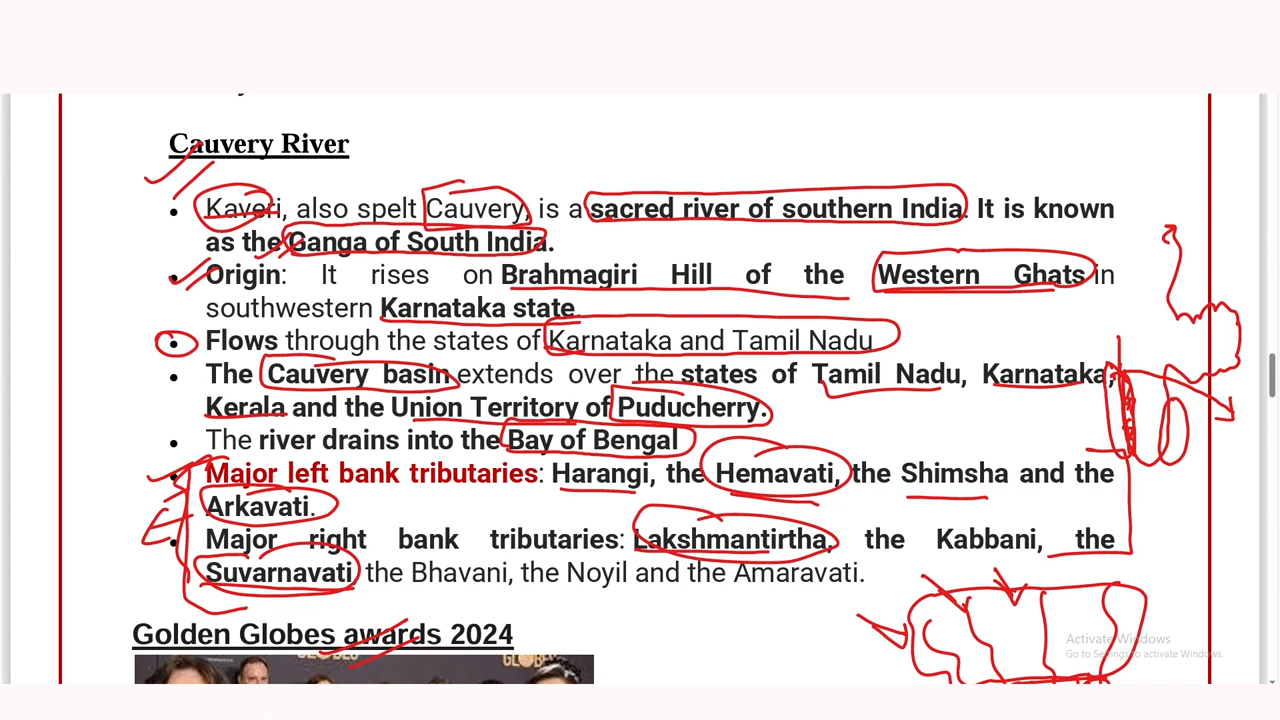 Cauvery River
• Kaveri, also spelt Cauvery, is a sacred river of southern India. It is known
as the Ganga of South India.
• Origin: It rises on Brahmagiri Hill of the Western Ghats in
southwestern Karnataka state.
• Flows through the states of Karnataka and Tamil Nadu
• The Cauvery basin extends over the states of Tamil Nadu, Karnataka,
Kerala and the Union Territory of Puducherry.
• The river drains into the Bay of Bengal
• Major left bank tributaries: Harangi, the Hemavati, the Shimsha and the
Arkavati.
• Major right bank tributaries: Lakshmantirtha, the Kabbani, the
Suvarnavati the Bhavani, the Noyil and the Amaravati.
Golden Globes awards 2024
Activate Windows
Go to Settings to activate Windows.